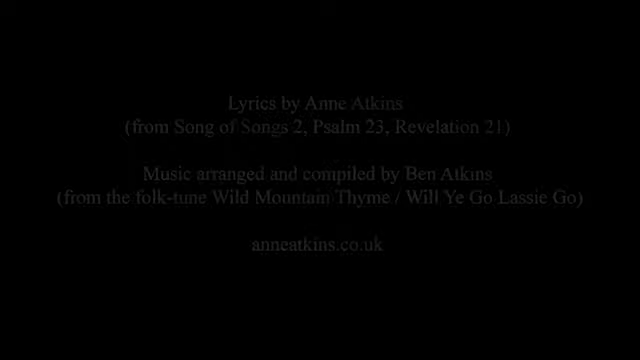 Lyrics by Anne Atkins
(from Song of Songs 2, Psalm 23, Revelation 21)
Music arranged and compiled by Ben Atkins
(from the folk-tune Wild Mountain Thyme / Will Ye Go Lassie Go)
anneatkins.co.uk